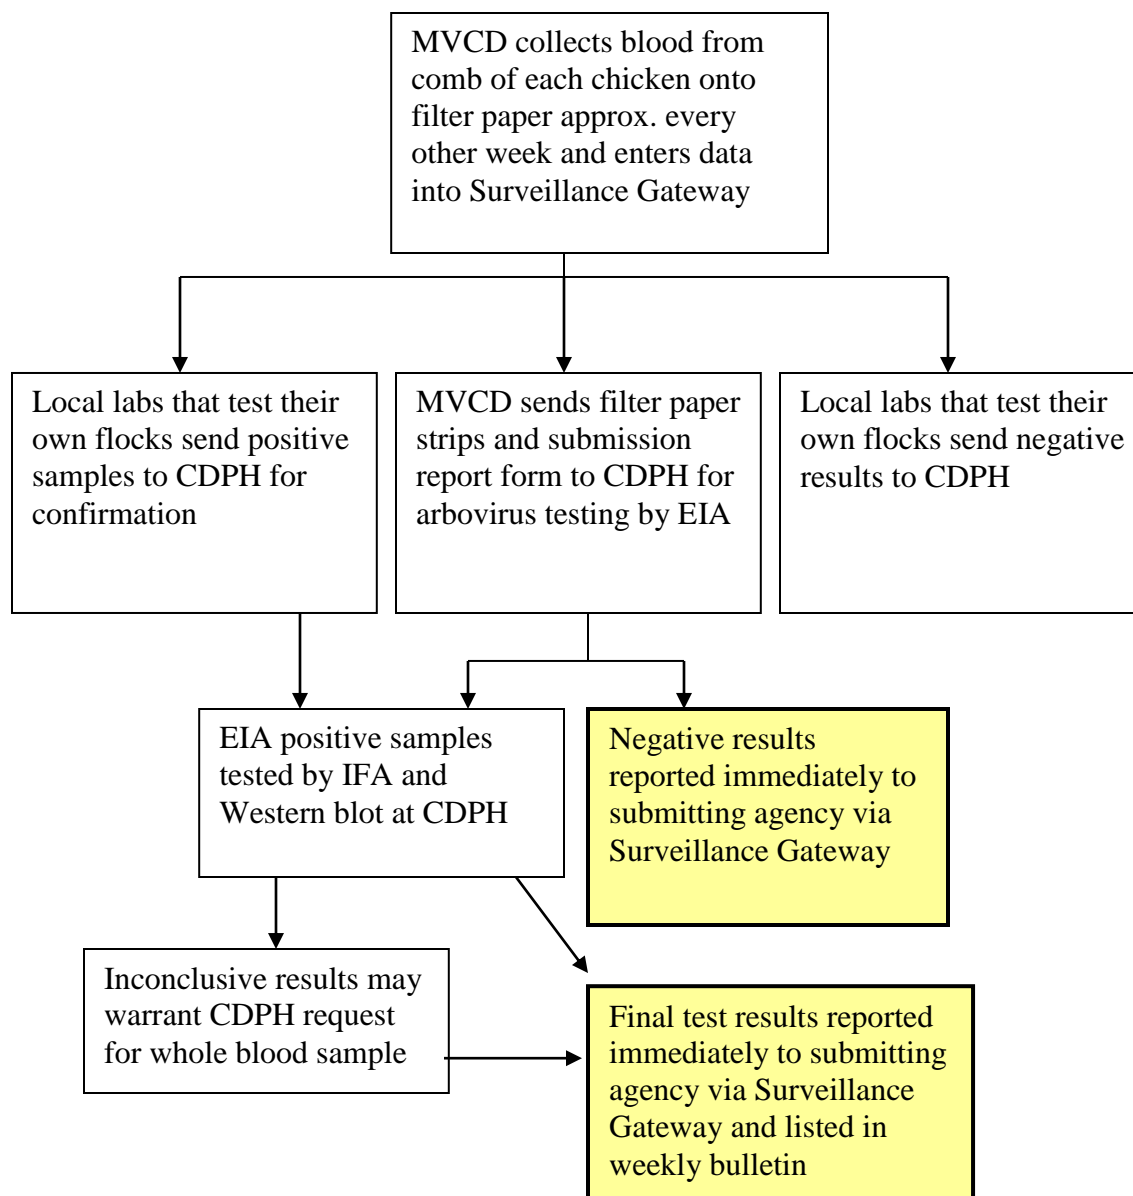 MVCD collects blood from
comb of each chicken onto
filter paper approx. every
other week and enters data
into Surveillance Gateway
Local labs that test their
own flocks send positive
samples to CDPH for
confirmation
MVCD sends filter paper
strips and submission
report form to CDPH for
arbovirus testing by EIA
Local labs that test their
own flocks send negative
results to CDPH
EIA positive samples
tested by IFA and
Western blot at CDPH
Negative results
reported immediately to
submitting agency via
Surveillance Gateway
Inconclusive results may
warrant CDPH request
for whole blood sample
Final test results reported
immediately to submitting
agency via Surveillance
Gateway and listed in
weekly bulletin